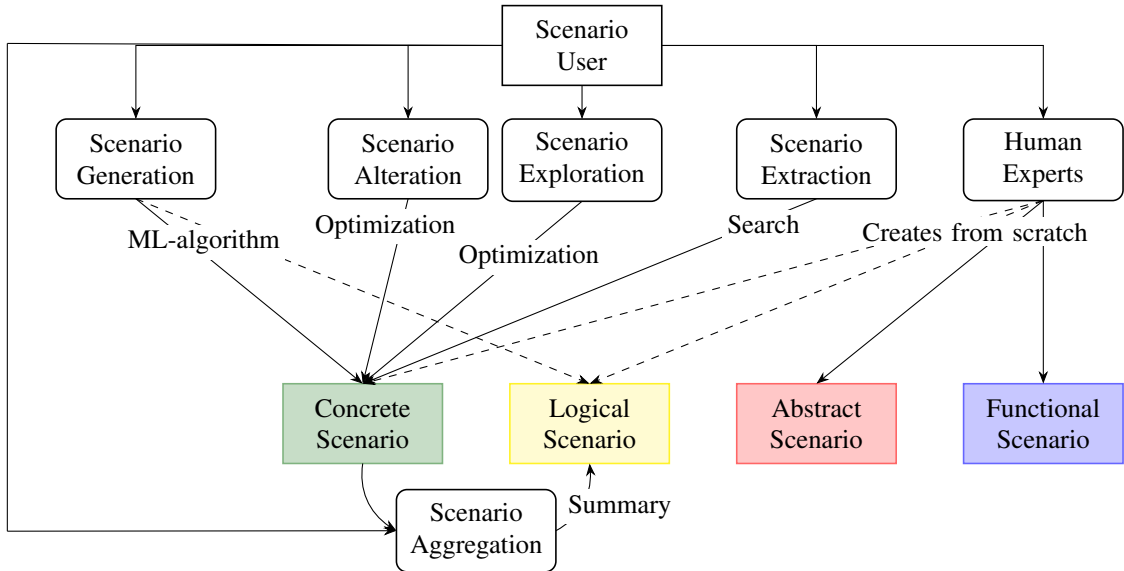 Scenario
User
Scenario
Generation
Scenario
Alteration
Scenario
Exploration
Scenario
Extraction
Human
Experts
ML-algorithm
Optimization
Optimization
Search
Creates from scratch
Concrete
Scenario
Logical
Scenario
Abstract
Scenario
Functional
Scenario
Scenario
Aggregation
Summary